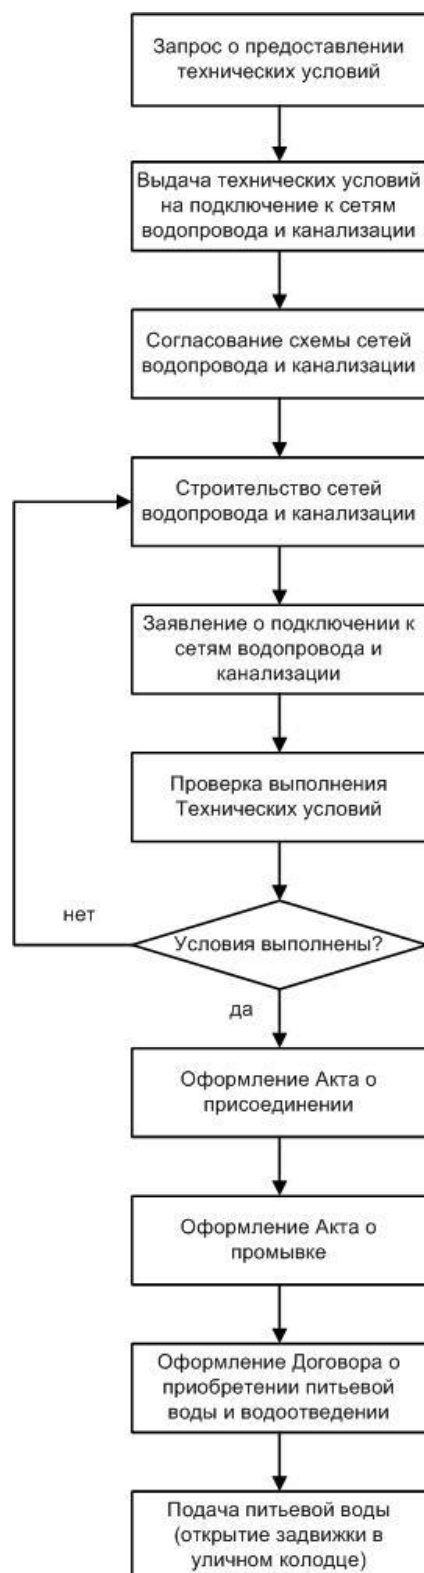 Запрос о предоставлении
технических условий
Выдача технических условий
на подключение к сетям
водопровода и канализации
Согласование схемы сетей
водопровода и канализации
Строительство сетей
водопровода и канализации
Заявление о подключении к
сетям водопровода и
канализации
Проверка выполнения
Технических условий
нет
Условия выполнены?
да
Оформление Акта о
присоединении
Оформление Акта о
промывке
Оформление Договора о
приобретении питьевой
воды и водоотведении
Подача питьевой воды
(открытие задвижки в
уличном колодце)